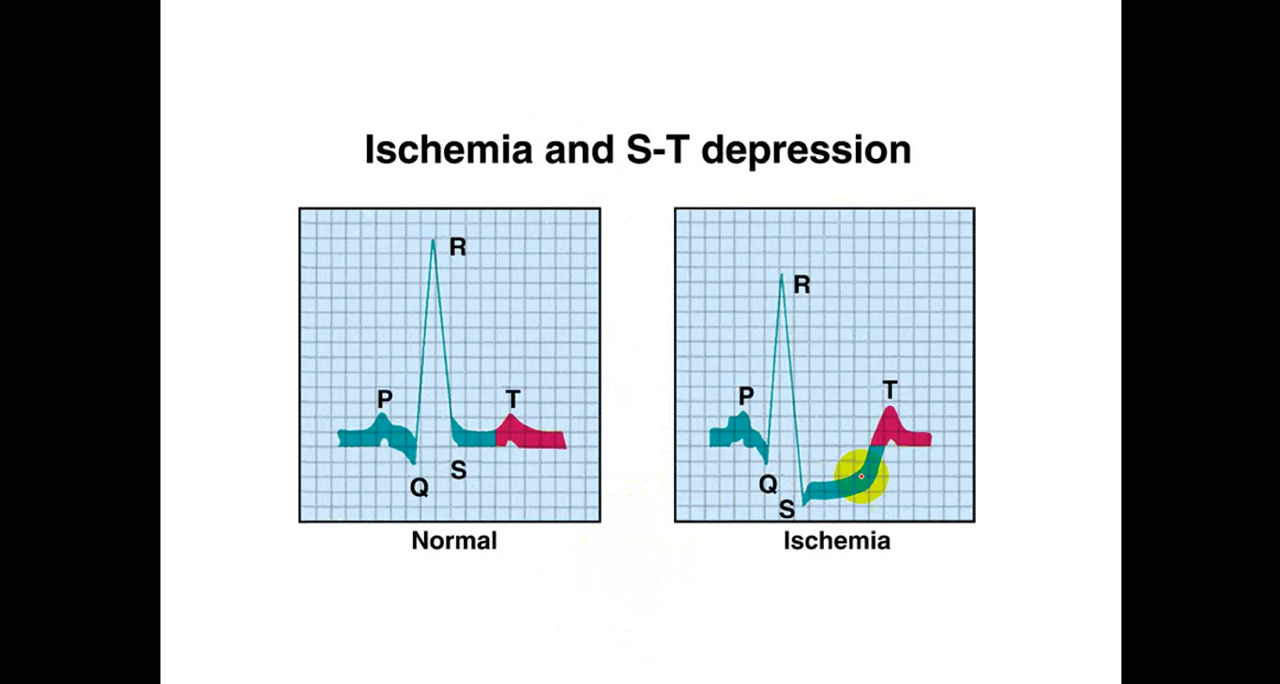 Ischemia and S-T depression
R
P
T
Q
S
Normal
R
P
T
Q
S
Ischemia